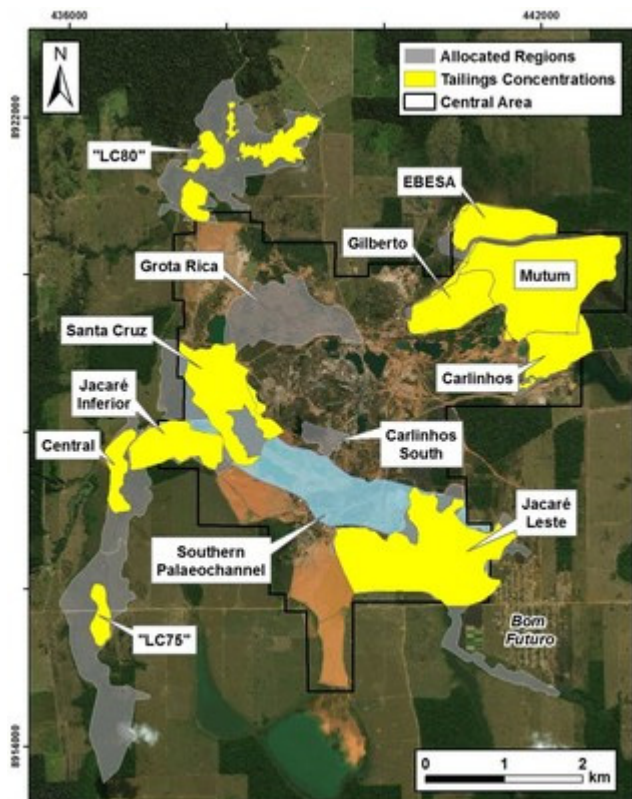 436000
442000
N
Allocated Regions
Tailings Concentrations
Central Area
8922000
"LC80"
EBESA
Gilberto
Grota Rica
Mutum
Santa Cruz
Jacaré
Inferior
Carlinhos
Central
Carlinhos
South
Jacaré
Leste
Southern
Palaeochannel
Bom
Futuro
"LC75"
8914000
0 1 2
km